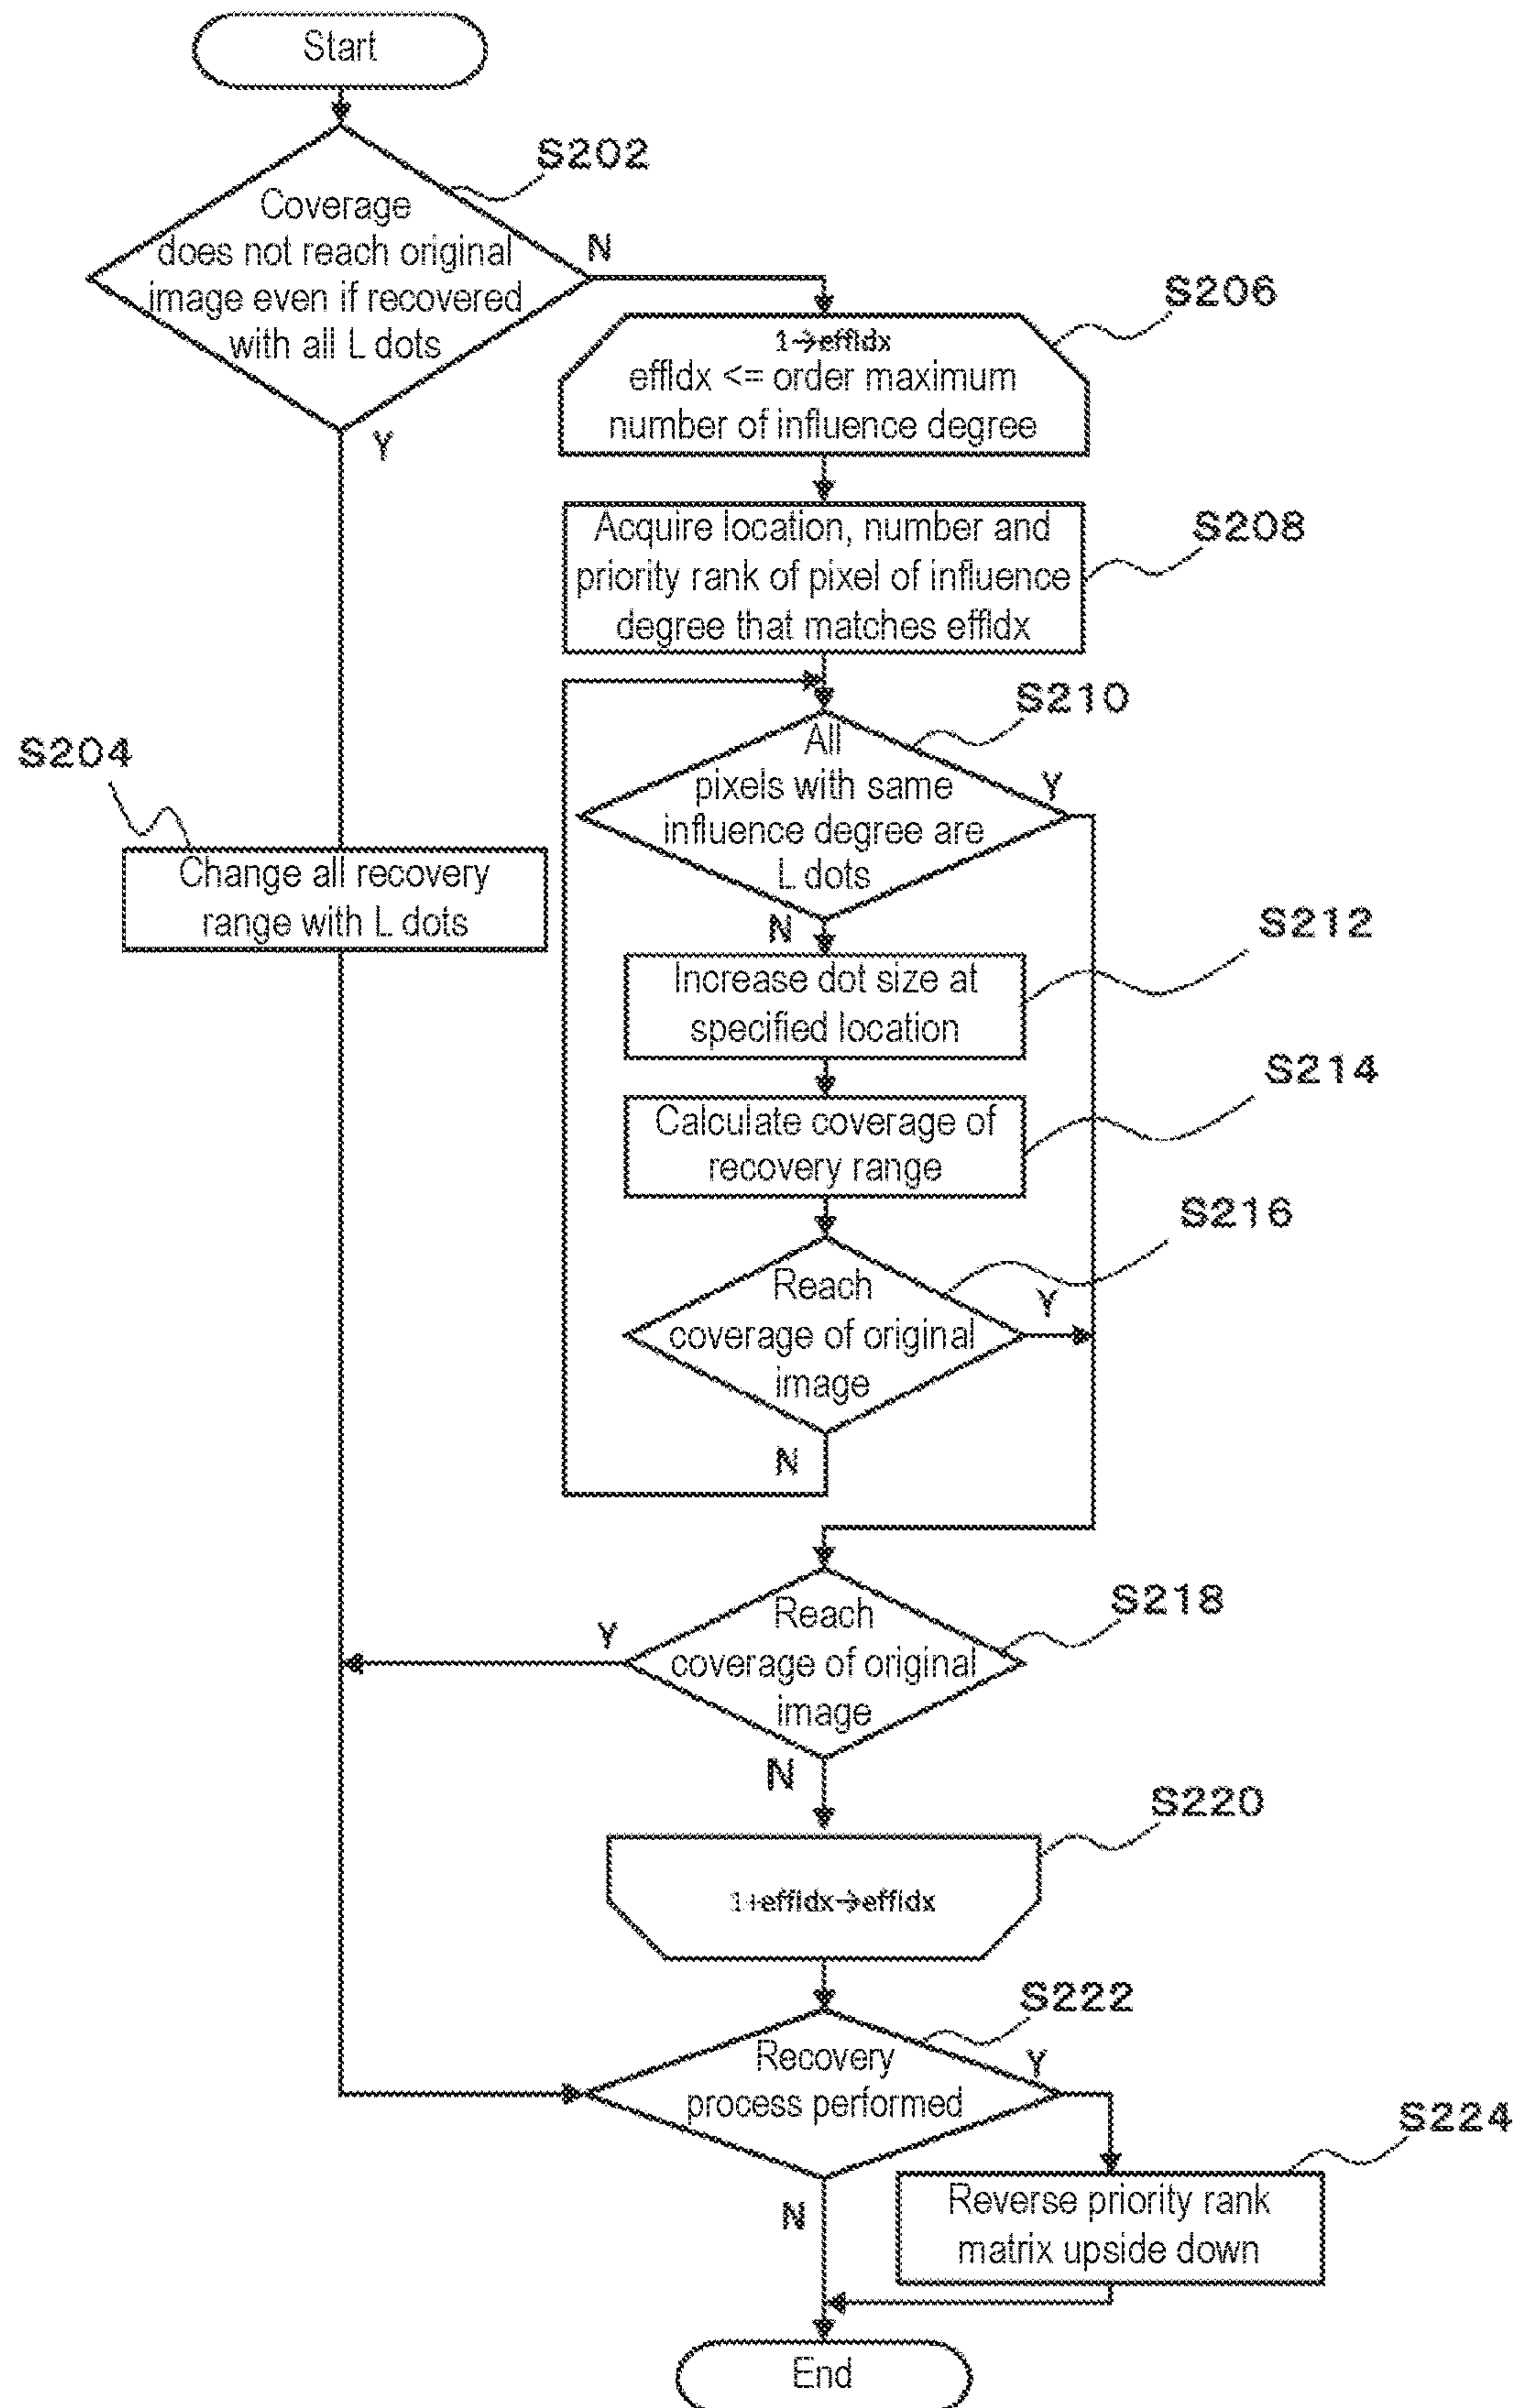 Start
S202
Coverage
does not reach original
image even if recovered
with all L dots
N
Y
S206
1→effIdx
effIdx <= order maximum
number of influence degree
S208
Acquire location, number and
priority rank of pixel of influence
degree that matches effIdx
S210
All
pixels with same
influence degree are
L dots
Y
N
S204
Change all recovery
range with L dots
S212
Increase dot size at
specified location
S214
Calculate coverage of
recovery range
S216
Reach
coverage of original
image
Y
N
S218
Reach
coverage of original
image
Y
N
S220
1+effIdx→effIdx
S222
Recovery
process performed
Y
N
S224
Reverse priority rank
matrix upside down
End